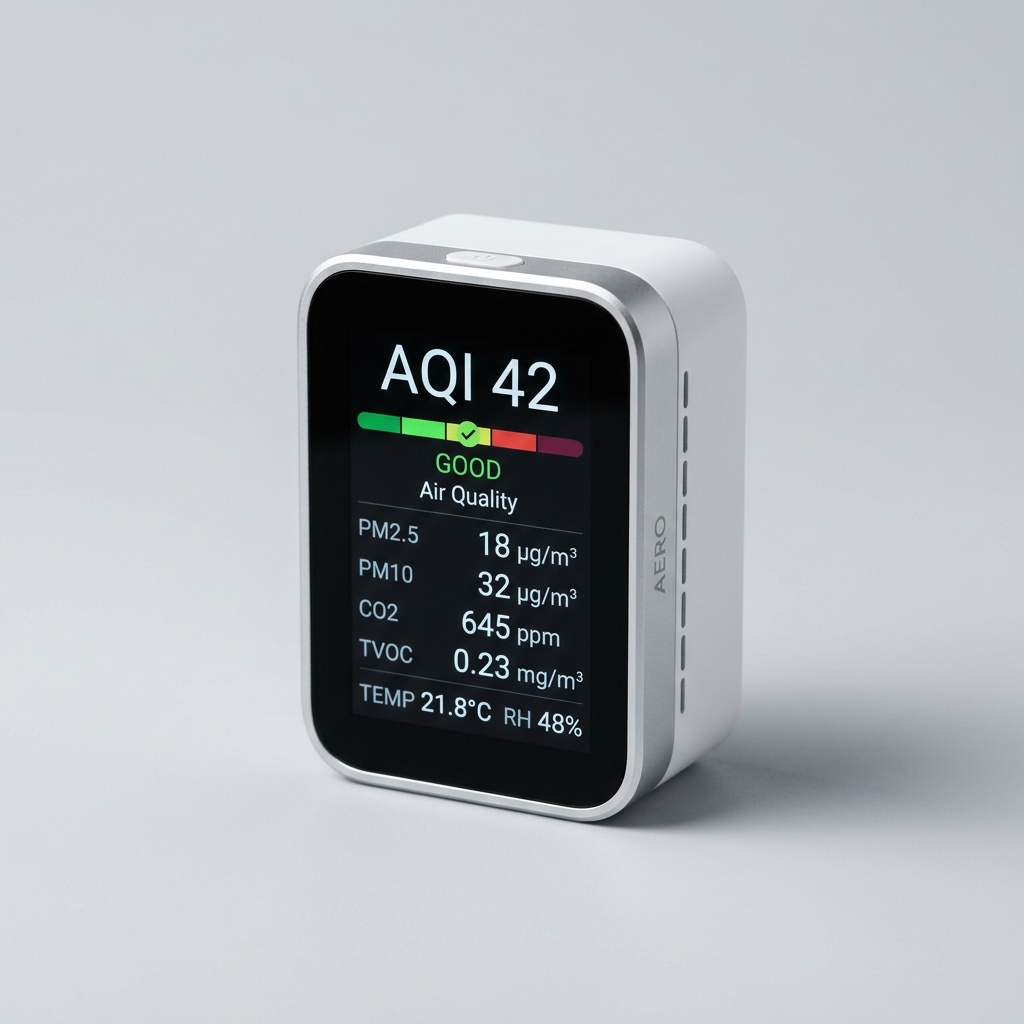 AQI 42
GOOD
Air Quality
PM2.5 18 µg/m³
PM10 32 µg/m³
CO2 645 ppm
TVOC 0.23 mg/m³
TEMP 21.8°C RH 48%
AERO